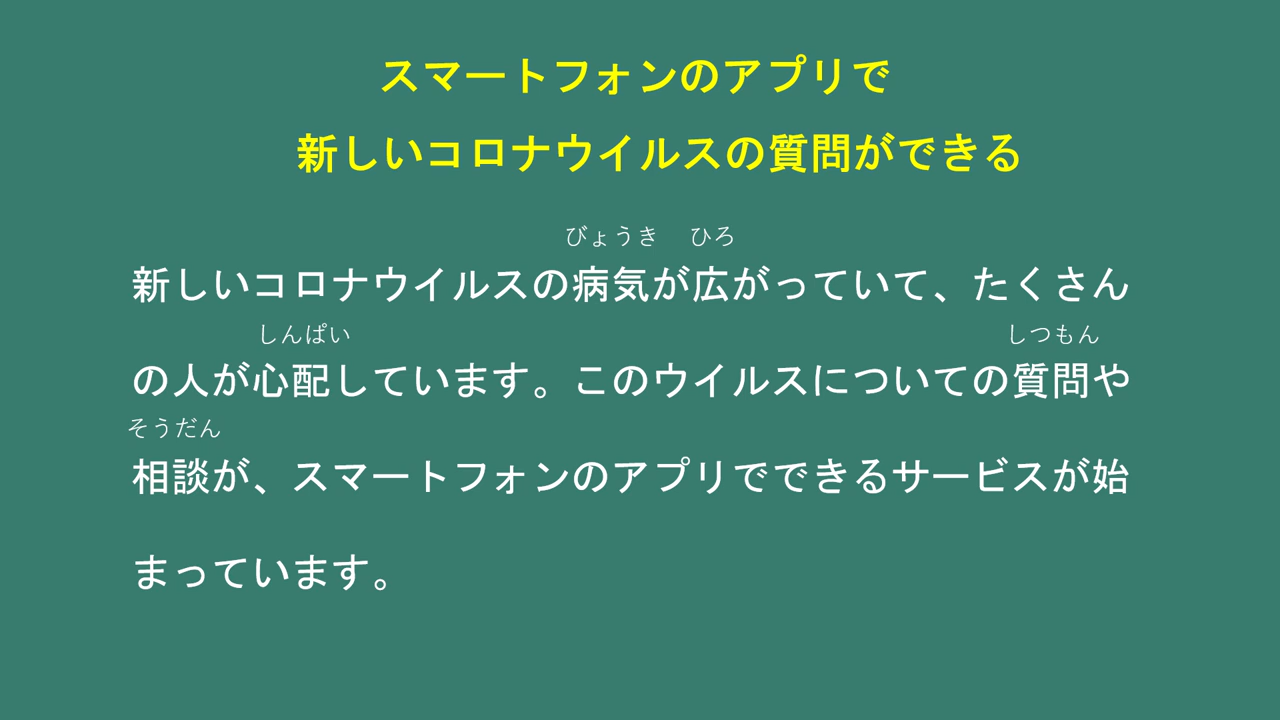 スマートフォンのアプリで
新しいコロナウイルスの質問ができる
びょうき ひろ
新しいコロナウイルスの病気が広がっていて、たくさん
しんぱい しつもん
の人が心配しています。このウイルスについての質問や
そうだん
相談が、スマートフォンのアプリでできるサービスが始
まっています。